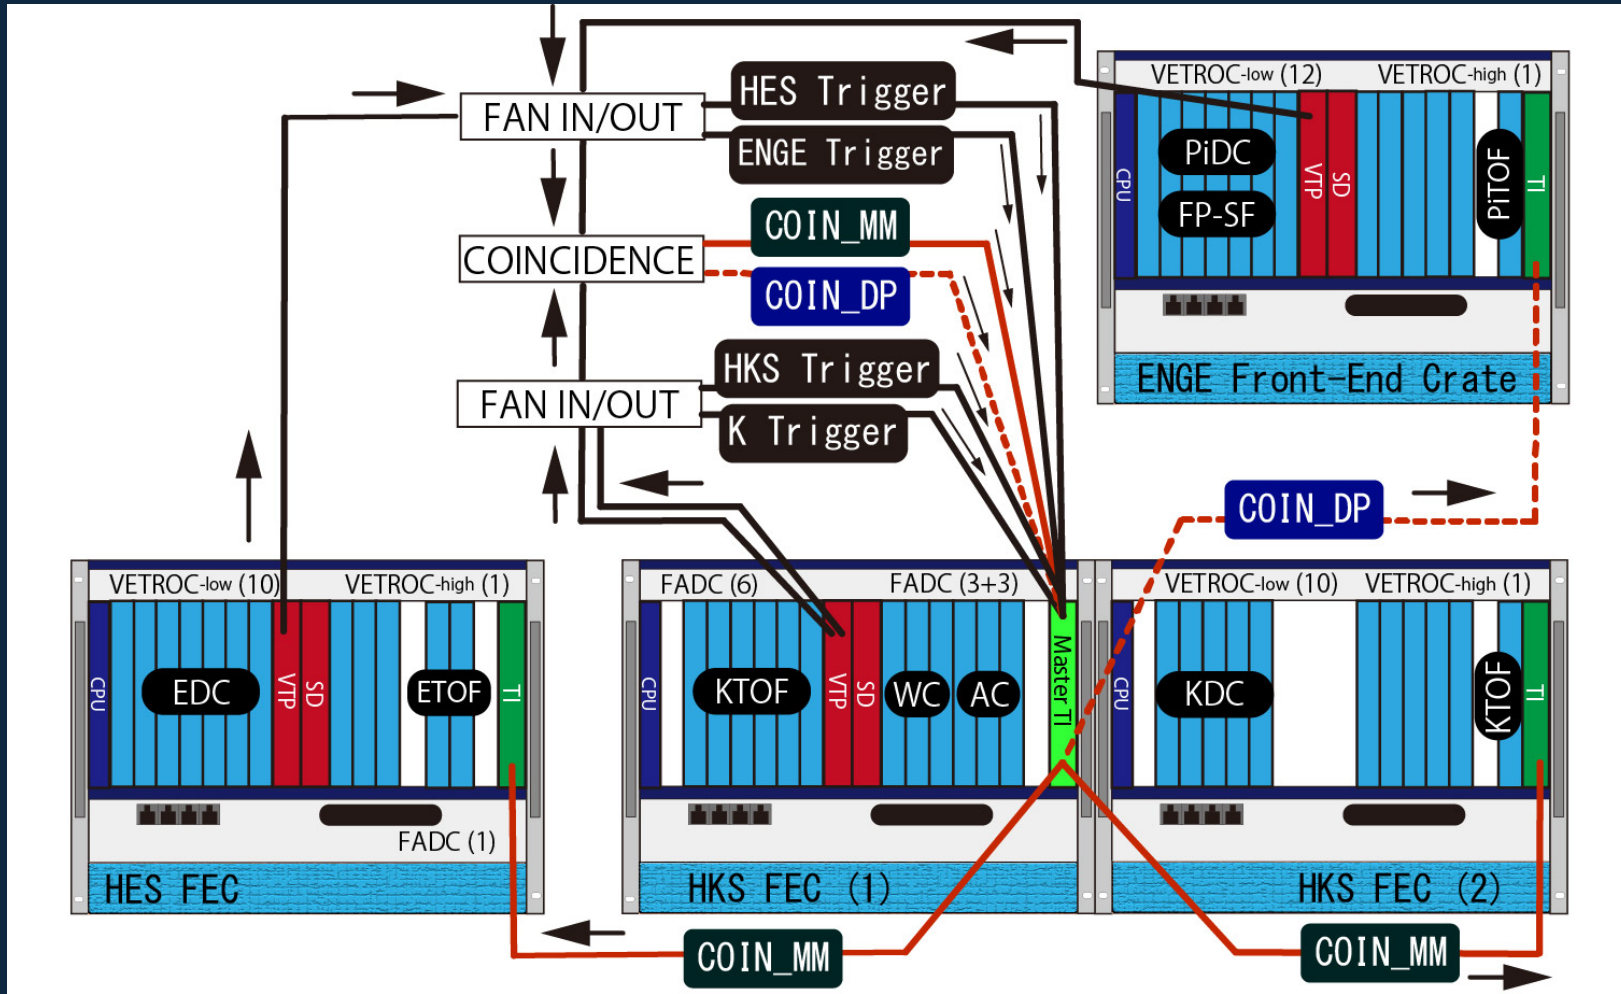 VETROC-low (12)
VETROC-high (1)
HES Trigger
FAN IN/OUT
ENGE Trigger
PiDC
FP-SF
CPU
VTP
SD
PiTOF
TI
COIN_MM
COINCIDENCE
COIN_DP
HKS Trigger
FAN IN/OUT
K Trigger
ENGE Front-End Crate
COIN_DP
VETROC-low (10)
VETROC-high (1)
FADC (6)
FADC (3+3)
VETROC-low (10)
VETROC-high (1)
CPU
EDC
VTP
SD
ETOF
TI
CPU
KTOF
VTP
SD
WC
AC
Master TI
CPU
KDC
KTOF
TI
FADC (1)
HES FEC
HKS FEC (1)
HKS FEC (2)
COIN_MM
COIN_MM